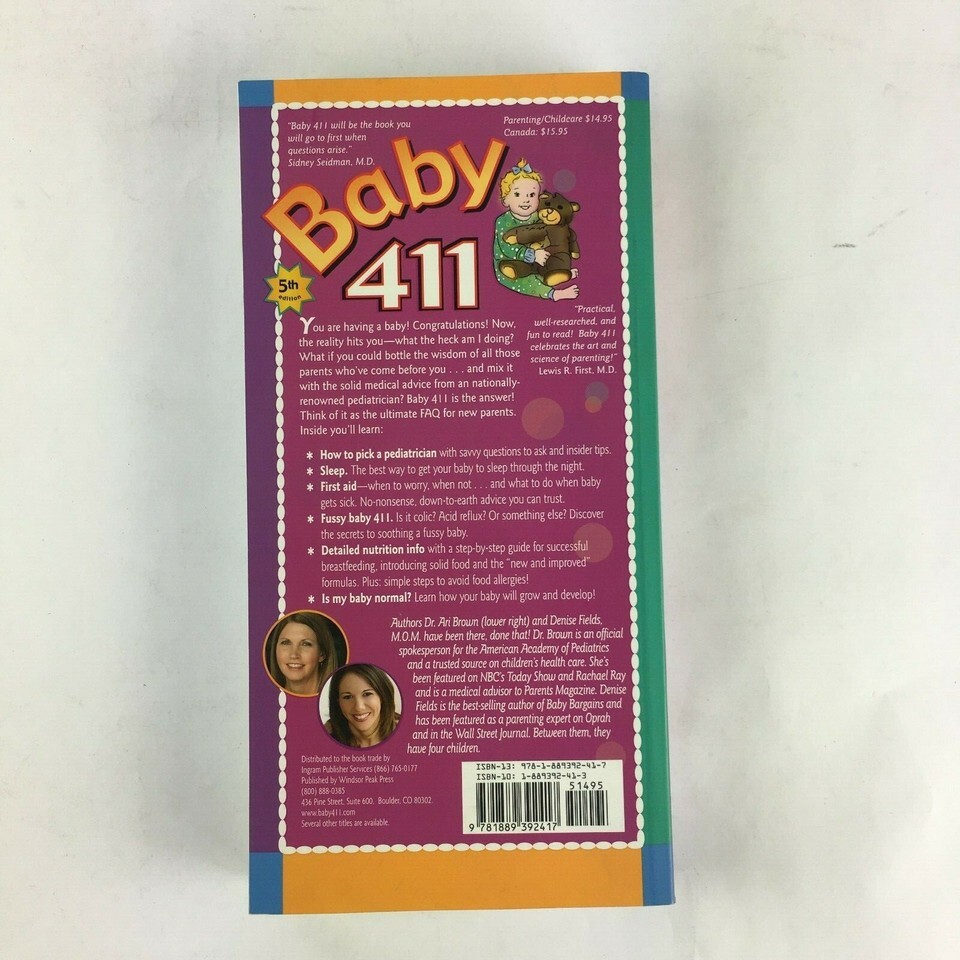 "Baby 411 will be the book you
will go to first when
questions arise."
Sidney Seidman, M.D.
Parenting/Childcare $14.95
Canada: $15.95
Baby
411
5th
edition
You are having a baby! Congratulations! Now,
the reality hits you—what the heck am I doing?
What if you could bottle the wisdom of all those
parents who've come before you . . . and mix it
with the solid medical advice from an nationally-
renowned pediatrician? Baby 411 is the answer!
Think of it as the ultimate FAQ for new parents.
Inside you'll learn:
"Practical,
well-researched, and
fun to read! Baby 411
celebrates the art and
science of parenting!"
Lewis R. First, M.D.
* How to pick a pediatrician with savvy questions to ask and insider tips.
* Sleep. The best way to get your baby to sleep through the night.
* First aid—when to worry, when not . . . and what to do when baby
gets sick. No-nonsense, down-to-earth advice you can trust.
* Fussy baby 411. Is it colic? Acid reflux? Or something else? Discover
the secrets to soothing a fussy baby.
* Detailed nutrition info with a step-by-step guide for successful
breastfeeding, introducing solid food and the "new and improved"
formulas. Plus: simple steps to avoid food allergies!
* Is my baby normal? Learn how your baby will grow and develop!
Authors Dr. Ari Brown (lower right) and Denise Fields,
M.O.M. have been there, done that! Dr. Brown is an official
spokesperson for the American Academy of Pediatrics
and a trusted source on children's health care. She's
been featured on NBC's Today Show and Rachael Ray
and is a medical advisor to Parents Magazine. Denise
Fields is the best-selling author of Baby Bargains and
has been featured as a parenting expert on Oprah
and in the Wall Street Journal. Between them, they
have four children.
Distributed to the book trade by
Ingram Publisher Services (866) 765-0177
Published by Windsor Peak Press
(800) 888-0385
436 Pine Street, Suite 600, Boulder, CO 80302
www.baby411.com
Several other titles are available.
ISBN-13: 978-1-889392-41-7
ISBN-10: 1-889392-41-3
51495
9 781889 392417